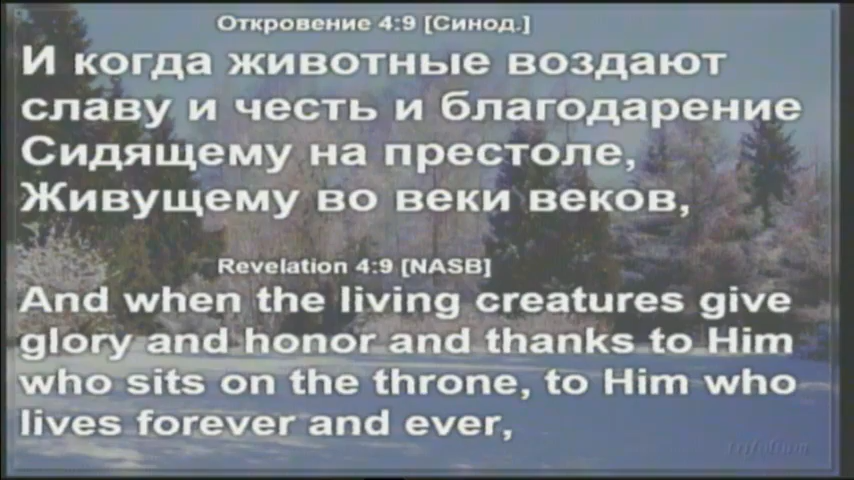 Откровение 4:9 [Синод.]
И когда животные воздают
славу и честь и благодарение
Сидящему на престоле,
Живущему во веки веков,
Revelation 4:9 [NASB]
And when the living creatures give
glory and honor and thanks to Him
who sits on the throne, to Him who
lives forever and ever,